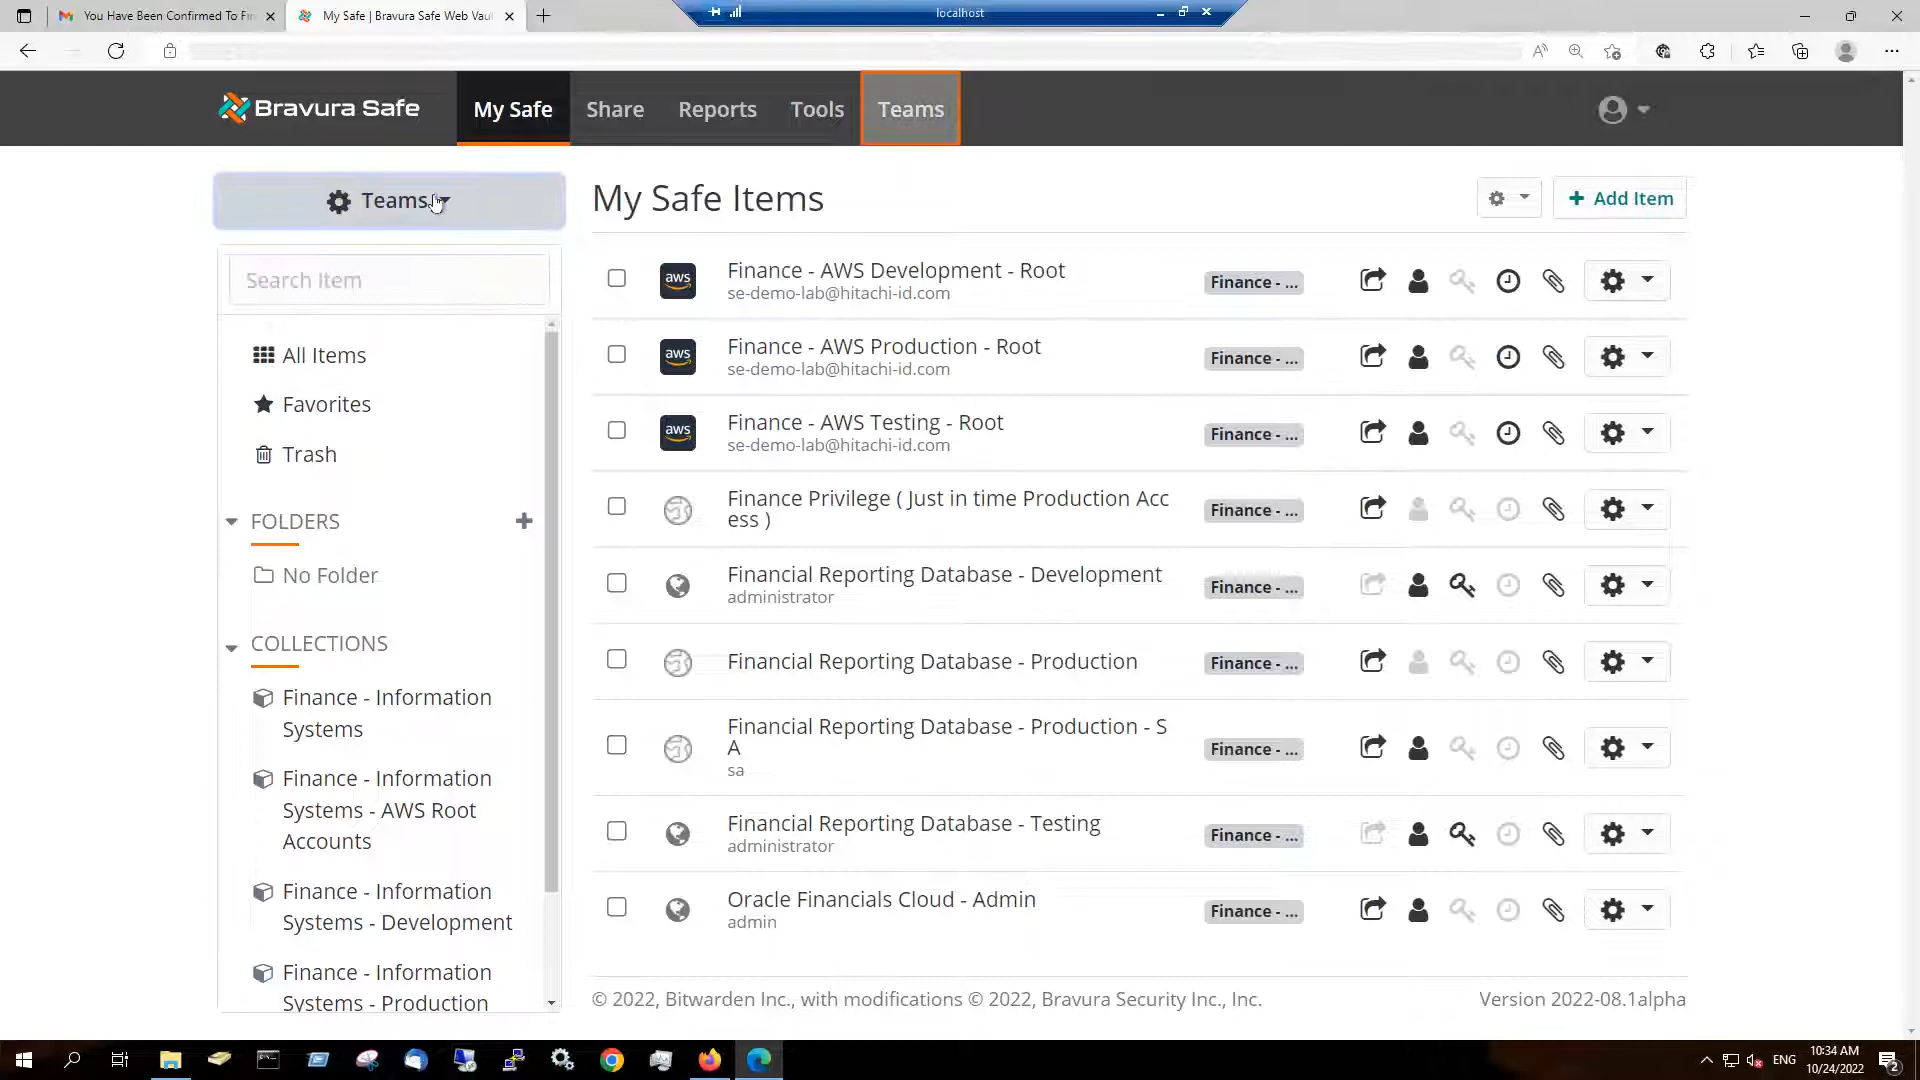 You Have Been Confirmed To Fin
My Safe | Bravura Safe Web Vau
localhost
Bravura Safe
My Safe
Share
Reports
Tools
Teams
Teams
Search Item
All Items
Favorites
Trash
FOLDERS
No Folder
COLLECTIONS
Finance - Information
Systems
Finance - Information
Systems - AWS Root
Accounts
Finance - Information
Systems - Development
Finance - Information
Systems - Production
My Safe Items
Add Item
Finance - AWS Development - Root
se-demo-lab@hitachi-id.com
Finance - ...
Finance - AWS Production - Root
se-demo-lab@hitachi-id.com
Finance - ...
Finance - AWS Testing - Root
se-demo-lab@hitachi-id.com
Finance - ...
Finance Privilege ( Just in time Production Acc
ess )
Finance - ...
Financial Reporting Database - Development
administrator
Finance - ...
Financial Reporting Database - Production
Finance - ...
Financial Reporting Database - Production - S
A
sa
Finance - ...
Financial Reporting Database - Testing
administrator
Finance - ...
Oracle Financials Cloud - Admin
admin
Finance - ...
© 2022, Bitwarden Inc., with modifications © 2022, Bravura Security Inc., Inc.
Version 2022-08.1alpha
ENG
10:34 AM
10/24/2022
2